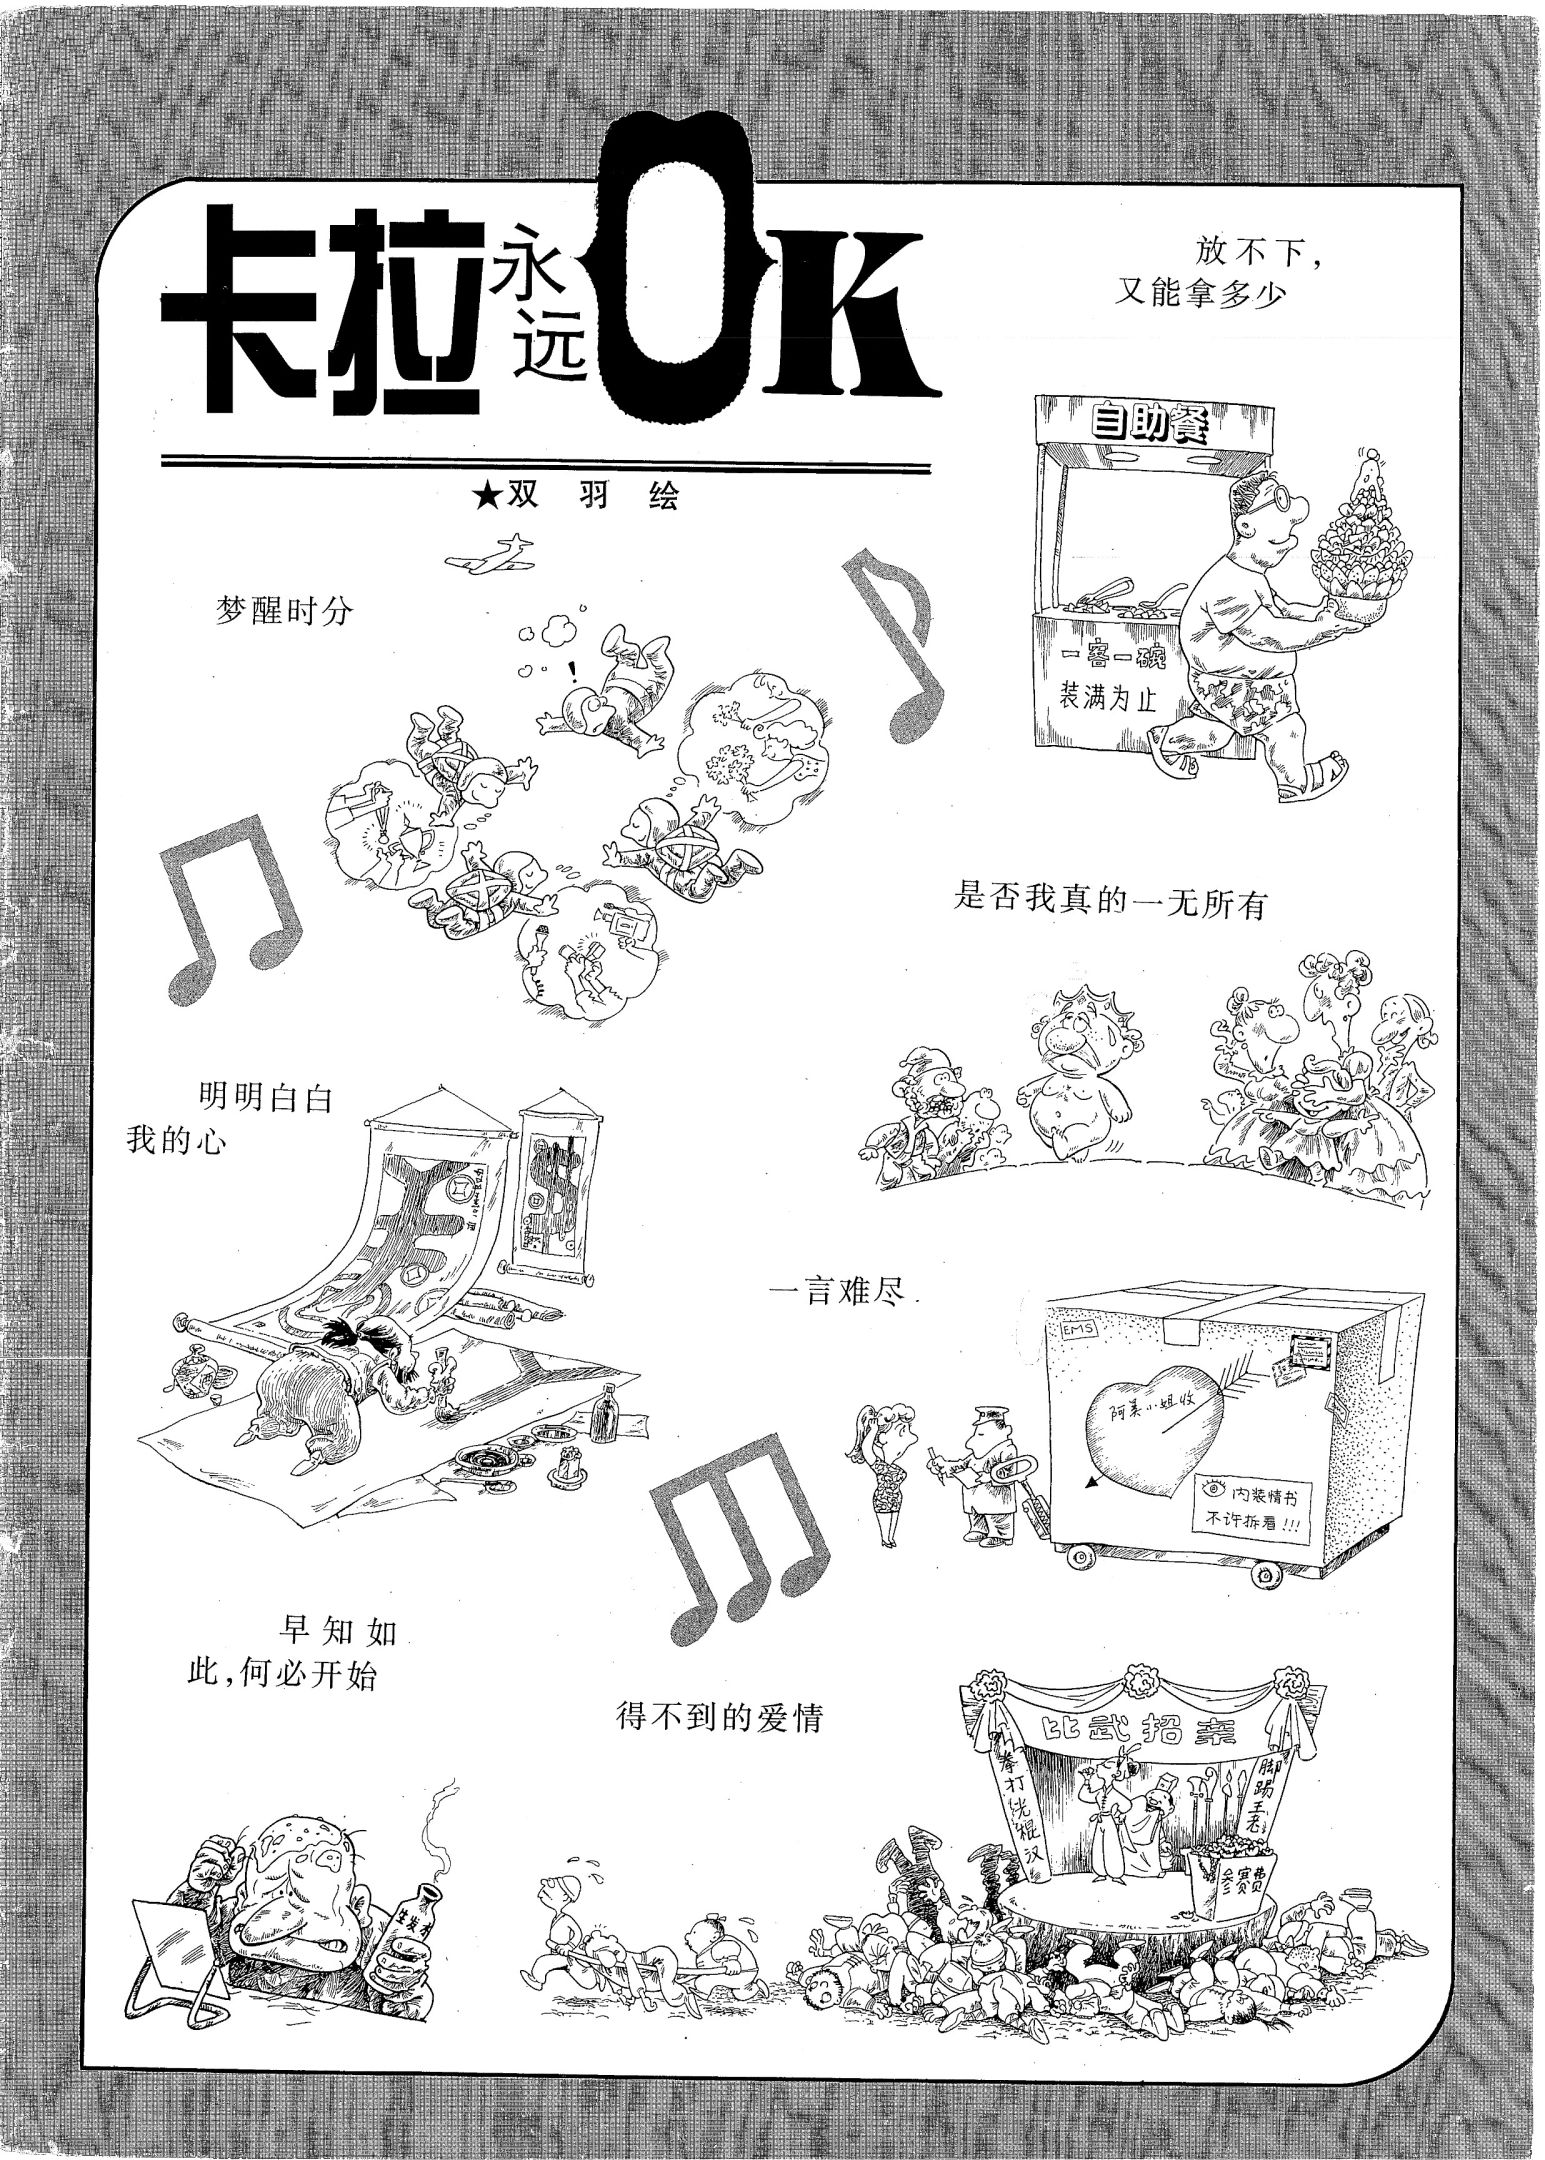 卡拉永远OK
★双 羽 绘
放不下，
又能拿多少
自助餐
一客一碗
装满为止
梦醒时分
是否我真的一无所有
明明白白
我的心
一言难尽
EMS
阿美小姐收
内装情书
不许拆看!!!
早知如
此,何必开始
生发水
得不到的爱情
比武招亲
拳打光棍汉
脚踢王老五
参赛费